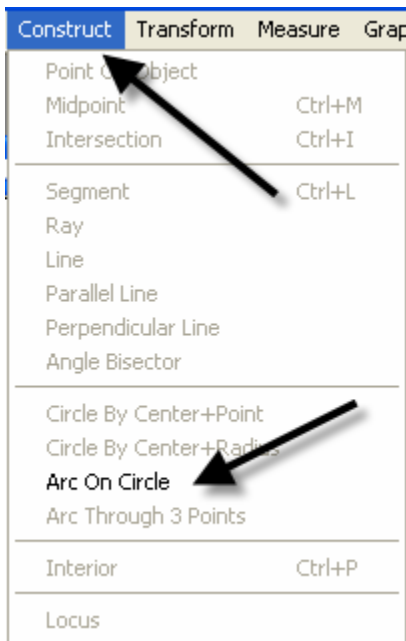 Construct Transform Measure Grap
Point On Object
Midpoint Ctrl+M
Intersection Ctrl+I
Segment Ctrl+L
Ray
Line
Parallel Line
Perpendicular Line
Angle Bisector
Circle By Center+Point
Circle By Center+Radius
Arc On Circle
Arc Through 3 Points
Interior Ctrl+P
Locus